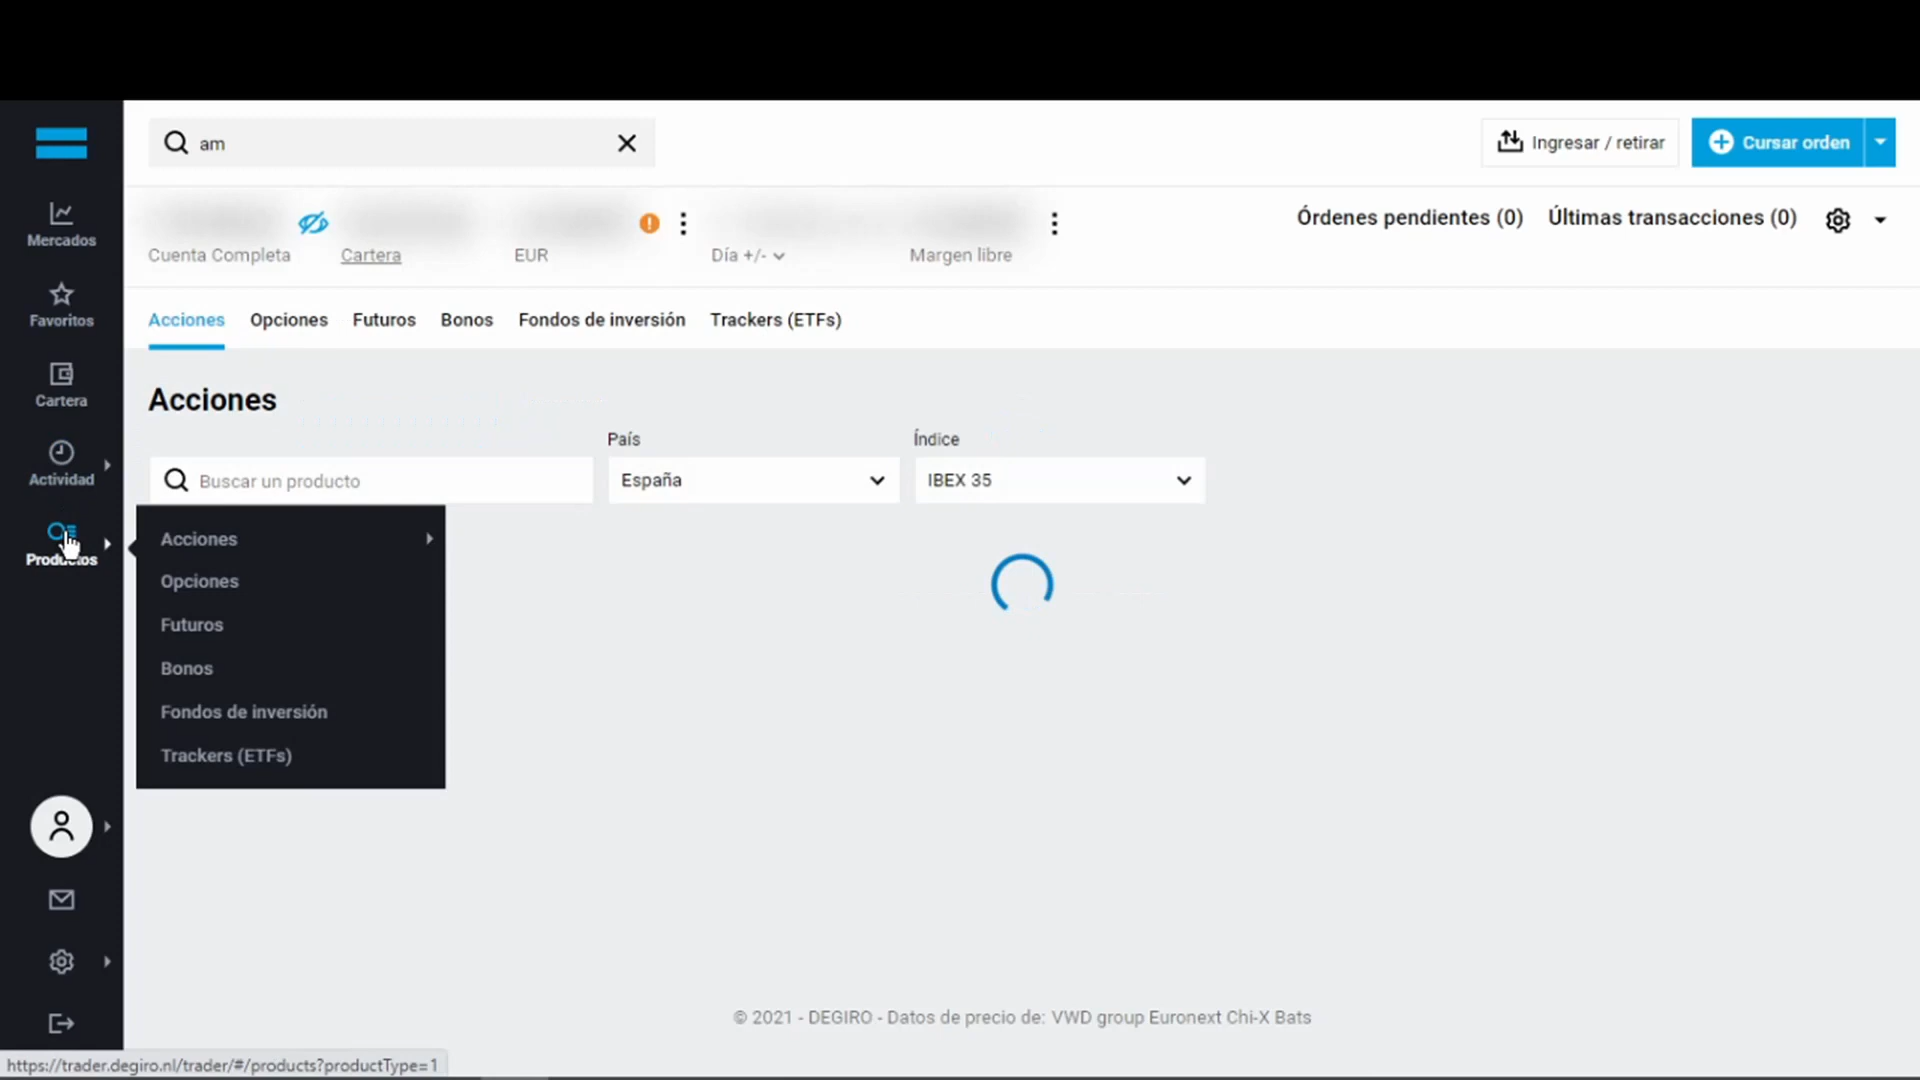 am
Ingresar / retirar
Cursar orden
Mercados
Favoritos
Cartera
Actividad
Productos
Cuenta Completa
Cartera
EUR
Día +/-
Margen libre
Órdenes pendientes (0)
Últimas transacciones (0)
Acciones
Opciones
Futuros
Bonos
Fondos de inversión
Trackers (ETFs)
Acciones
País
Índice
Buscar un producto
España
IBEX 35
Acciones
Opciones
Futuros
Bonos
Fondos de inversión
Trackers (ETFs)
© 2021 - DEGIRO - Datos de precio de: VWD group Euronext Chi-X Bats
https://trader.degiro.nl/trader/#/products?productType=1